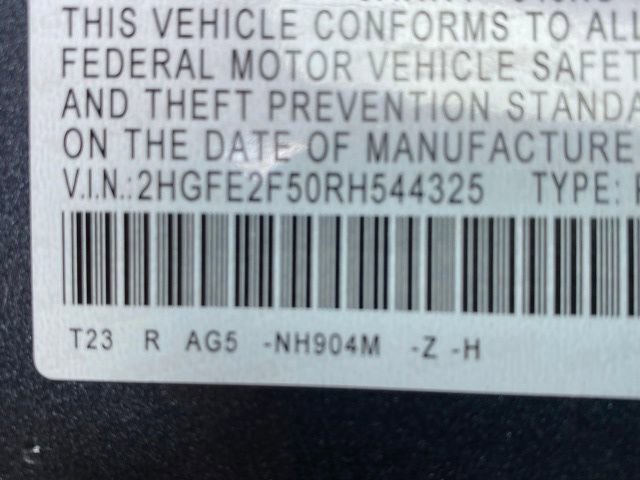 THIS VEHICLE CONFORMS TO ALL
FEDERAL MOTOR VEHICLE SAFET
AND THEFT PREVENTION STANDA
ON THE DATE OF MANUFACTURE
V.I.N.:2HGFE2F50RH544325 TYPE:
T23 R AG5 -NH904M -Z -H